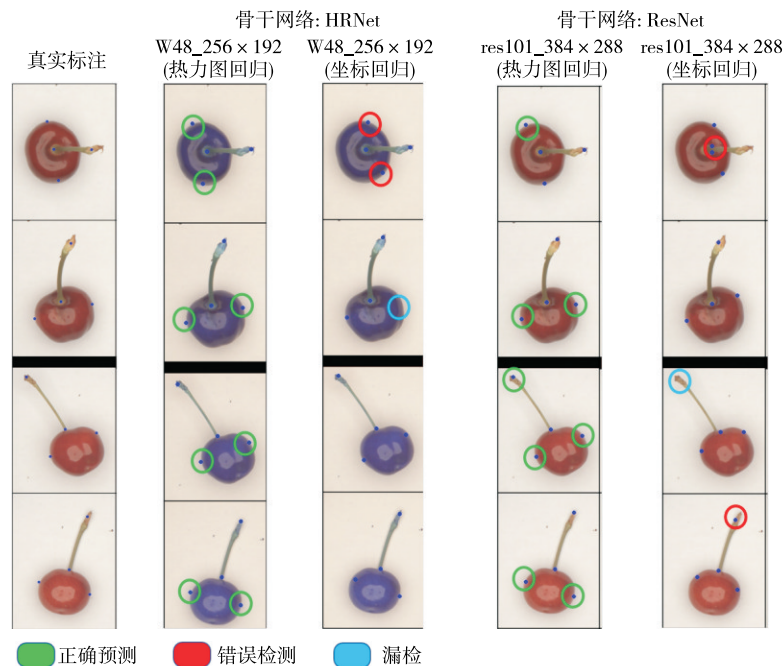 骨干网络: HRNet
骨干网络: ResNet
真实标注
W48_256×192
(热力图回归)
W48_256×192
(坐标回归)
res101_384×288
(热力图回归)
res101_384×288
(坐标回归)
正确预测
错误检测
漏检